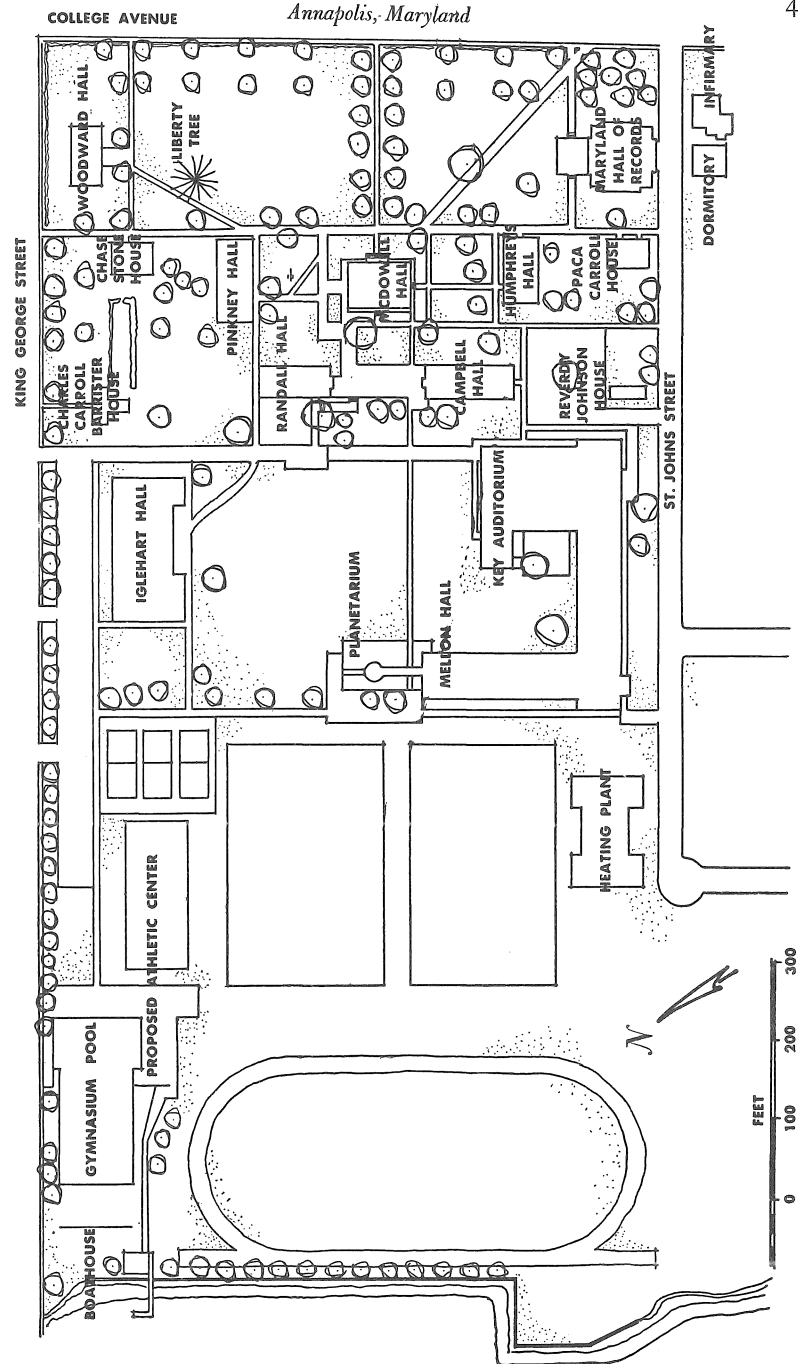 Annapolis, Maryland
4
COLLEGE AVENUE
KING GEORGE STREET
ST. JOHNS STREET
WOODWARD HALL
LIBERTY
TREE
MARYLAND
HALL OF
RECORDS
INFIRMARY
DORMITORY
CHASE
STONE
HOUSE
PINKNEY HALL
MCDOWELL
HALL
HUMPHREYS
HALL
PACA
CARROLL
HOUSE
CHARLES
CARROLL
BARRISTER
HOUSE
RANDALL HALL
CAMPBELL
HALL
REVERDY
JOHNSON
HOUSE
IGLEHART HALL
PLANETARIUM
MELLON HALL
KEY AUDITORIUM
HEATING PLANT
PROPOSED ATHLETIC CENTER
GYMNASIUM POOL
BOATHOUSE
N
FEET
0
100
200
300